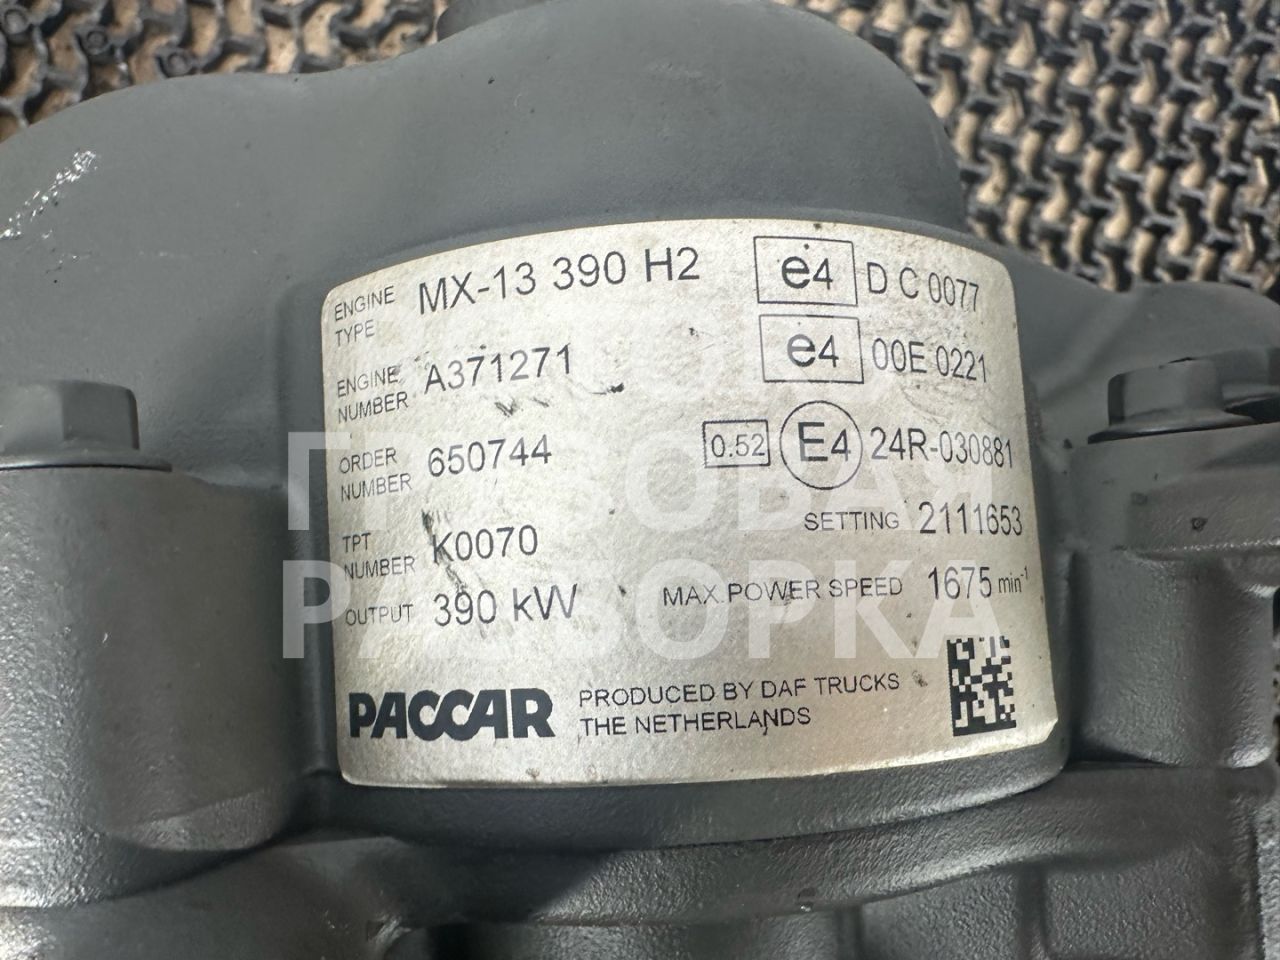 ENGINE TYPE MX-13 390 H2 e4 D C 0077
e4 00E 0221
ENGINE NUMBER A371271
ORDER NUMBER 650744 0.52 E4 24R-030881
SETTING 2111653
TPT NUMBER K0070
OUTPUT 390 kW MAX.POWER SPEED 1675 min-1
PACCAR PRODUCED BY DAF TRUCKS
THE NETHERLANDS
ГРУЗОВАЯ
РАЗБОРКА